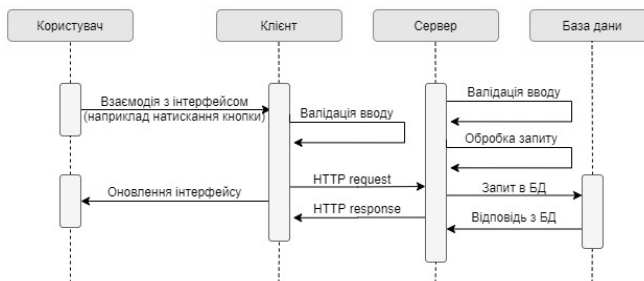 Користувач
Клієнт
Сервер
База дани
Взаємодія з інтерфейсом
(наприклад натискання кнопки)
Валідація вводу
Валідація вводу
Обробка запиту
HTTP request
Запит в БД
Оновлення інтерфейсу
HTTP response
Відповідь з БД